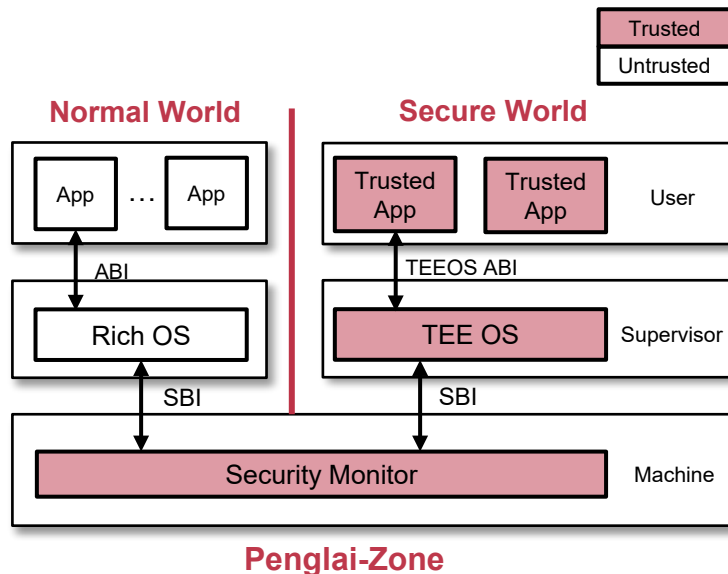 Trusted
Untrusted
Normal World
Secure World
App
...
App
Trusted
App
Trusted
App
User
ABI
TEEOS ABI
Rich OS
TEE OS
Supervisor
SBI
SBI
Security Monitor
Machine
Penglai-Zone